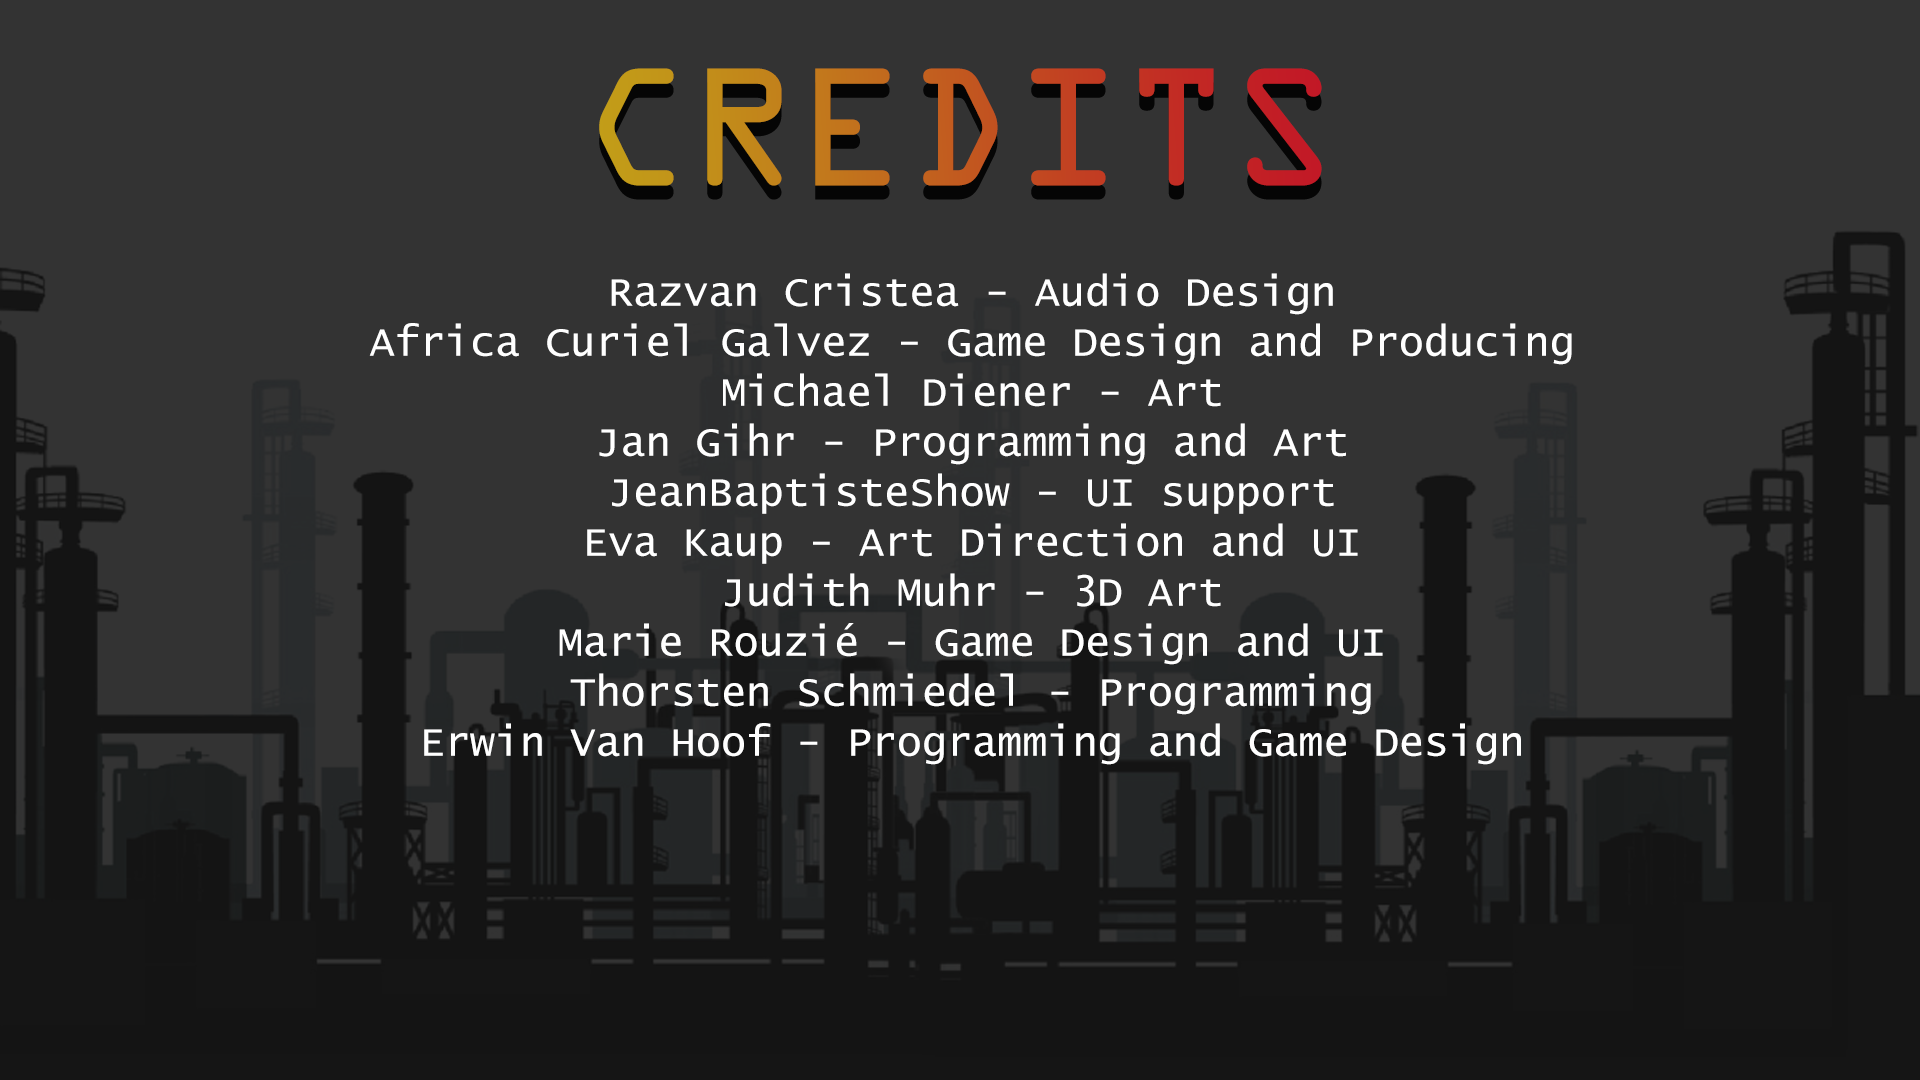 CREDITS
Razvan Cristea – Audio Design
Africa Curiel Galvez – Game Design and Producing
Michael Diener – Art
Jan Gihr – Programming and Art
JeanBaptisteShow – UI support
Eva Kaup – Art Direction and UI
Judith Muhr – 3D Art
Marie Rouzié – Game Design and UI
Thorsten Schmiedel – Programming
Erwin Van Hoof – Programming and Game Design